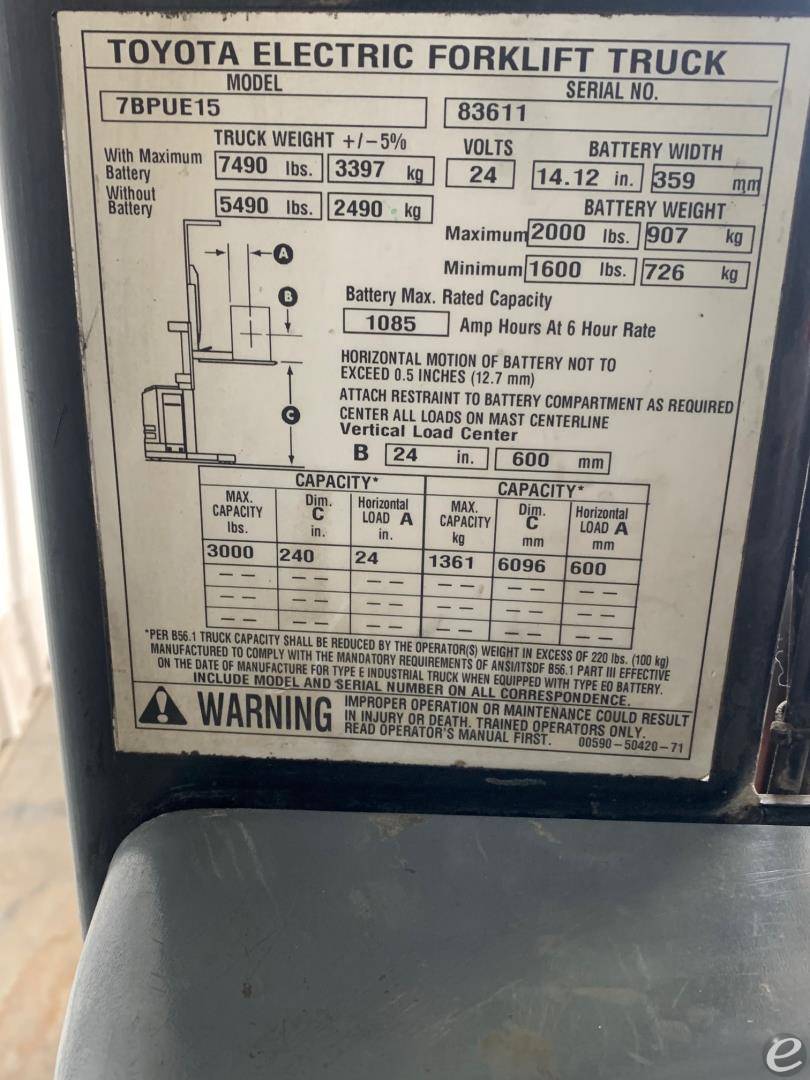 TOYOTA ELECTRIC FORKLIFT TRUCK
MODEL SERIAL NO.
7BPUE15 83611
TRUCK WEIGHT +/-5% VOLTS BATTERY WIDTH
With Maximum Battery 7490 lbs. 3397 kg 24 14.12 in. 359 mm
Without Battery 5490 lbs. 2490 kg BATTERY WEIGHT
Maximum 2000 lbs. 907 kg
Minimum 1600 lbs. 726 kg
A
B
C
Battery Max. Rated Capacity
1085 Amp Hours At 6 Hour Rate
HORIZONTAL MOTION OF BATTERY NOT TO
EXCEED 0.5 INCHES (12.7 mm)
ATTACH RESTRAINT TO BATTERY COMPARTMENT AS REQUIRED
CENTER ALL LOADS ON MAST CENTERLINE
Vertical Load Center
B 24 in. 600 mm
CAPACITY* CAPACITY*
MAX. CAPACITY lbs. Dim. C in. Horizontal LOAD A in. MAX. CAPACITY kg Dim. C mm Horizontal LOAD A mm
3000 240 24 1361 6096 600
-- -- -- -- -- --
-- -- -- -- -- --
-- -- -- -- -- --
*PER B56.1 TRUCK CAPACITY SHALL BE REDUCED BY THE OPERATOR(S) WEIGHT IN EXCESS OF 220 lbs. (100 kg)
MANUFACTURED TO COMPLY WITH THE MANDATORY REQUIREMENTS OF ANSI/ITSDF B56.1 PART III EFFECTIVE
ON THE DATE OF MANUFACTURE FOR TYPE E INDUSTRIAL TRUCK WHEN EQUIPPED WITH TYPE EO BATTERY.
INCLUDE MODEL AND SERIAL NUMBER ON ALL CORRESPONDENCE.
WARNING
IMPROPER OPERATION OR MAINTENANCE COULD RESULT
IN INJURY OR DEATH. TRAINED OPERATORS ONLY.
READ OPERATOR'S MANUAL FIRST. 00590-50420-71
e